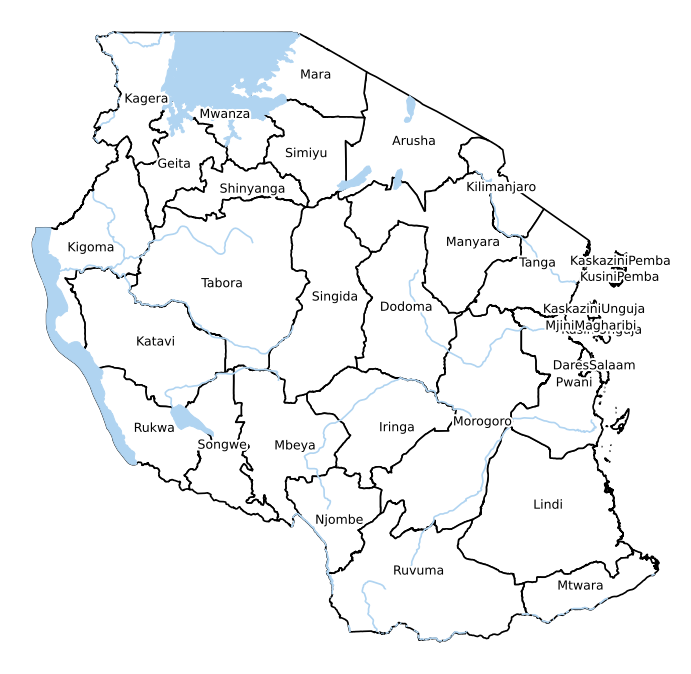 Mara
Kagera
Mwanza
Arusha
Simiyu
Geita
Shinyanga
Kilimanjaro
Manyara
Kigoma
KaskaziniPemba
Tanga
KusiniPemba
Tabora
Singida
Dodoma
KaskaziniUnguja
MjiniMagharibi
KusiniUnguja
Katavi
DaresSalaam
Pwani
Rukwa
Iringa
Morogoro
Songwe
Mbeya
Lindi
Njombe
Ruvuma
Mtwara